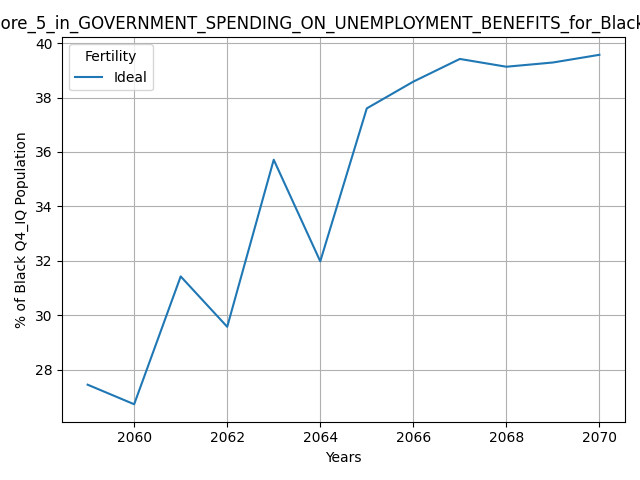 ore_5_in_GOVERNMENT_SPENDING_ON_UNEMPLOYMENT_BENEFITS_for_Black
Fertility
Ideal
40
38
36
34
32
30
28
% of Black Q4_IQ Population
2060 2062 2064 2066 2068 2070
Years